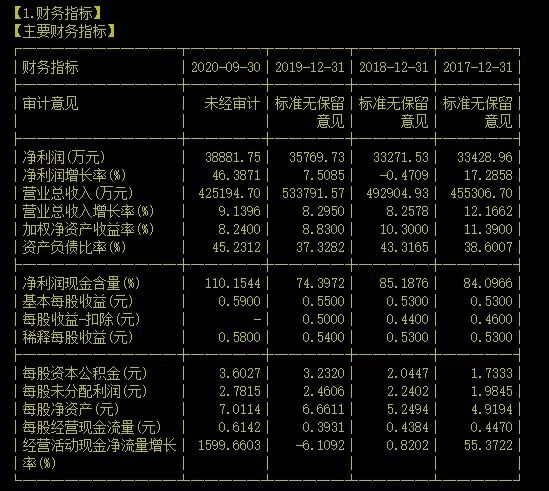 【1.财务指标】
【主要财务指标】
财务指标 2020-09-30 2019-12-31 2018-12-31 2017-12-31
审计意见 未经审计 标准无保留 标准无保留 标准无保留
意见 意见 意见
净利润(万元) 38881.75 35769.73 33271.53 33428.96
净利润增长率(%) 46.3871 7.5085 -0.4709 17.2858
营业总收入(万元) 425194.70 533791.57 492904.93 455306.70
营业总收入增长率(%) 9.1396 8.2950 8.2578 12.1662
加权净资产收益率(%) 8.2400 8.8300 10.3000 11.3900
资产负债比率(%) 45.2312 37.3282 43.3165 38.6007
净利润现金含量(%) 110.1544 74.3972 85.1876 84.0966
基本每股收益(元) 0.5900 0.5500 0.5300 0.5300
每股收益-扣除(元) - 0.5000 0.4400 0.4600
稀释每股收益(元) 0.5800 0.5400 0.5300 0.5300
每股资本公积金(元) 3.6027 3.2320 2.0447 1.7333
每股未分配利润(元) 2.7815 2.4606 2.2402 1.9845
每股净资产(元) 7.0114 6.6611 5.2494 4.9194
每股经营现金流量(元) 0.6142 0.3931 0.4384 0.4470
经营活动现金净流量增长 1599.6603 -6.1092 0.8202 55.3722
率(%)